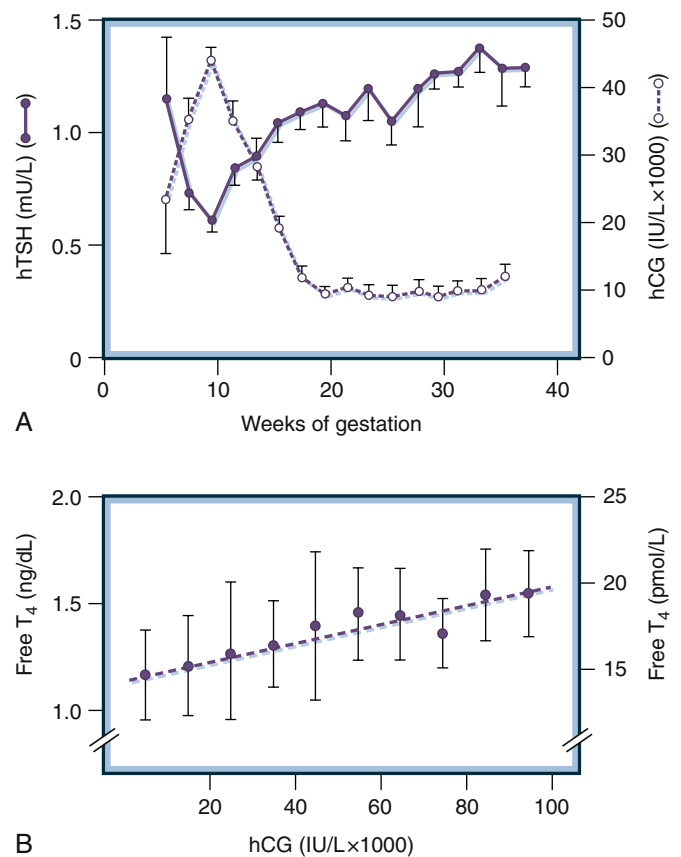 1.5
1.0
0.5
0
hTSH (mU/L) ( )
50
40
30
20
10
0
hCG (IU/L×1000) ( )
0 10 20 30 40
Weeks of gestation
A
2.0
1.5
1.0
Free T4 (ng/dL)
25
20
15
Free T4 (pmol/L)
20 40 60 80 100
hCG (IU/L×1000)
B